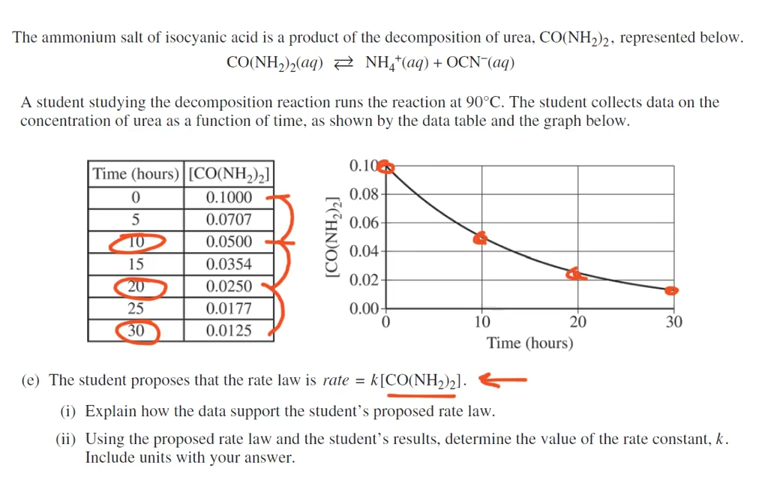 The ammonium salt of isocyanic acid is a product of the decomposition of urea, CO(NH₂)₂, represented below.
CO(NH₂)₂(aq) ⇄ NH₄⁺(aq) + OCN⁻(aq)
A student studying the decomposition reaction runs the reaction at 90°C. The student collects data on the
concentration of urea as a function of time, as shown by the data table and the graph below.
Time (hours) [CO(NH₂)₂]
0 0.1000
5 0.0707
10 0.0500
15 0.0354
20 0.0250
25 0.0177
30 0.0125
[CO(NH₂)₂]
0.10
0.08
0.06
0.04
0.02
0.00
0 10 20 30
Time (hours)
(e) The student proposes that the rate law is rate = k[CO(NH₂)₂].
(i) Explain how the data support the student's proposed rate law.
(ii) Using the proposed rate law and the student's results, determine the value of the rate constant, k.
Include units with your answer.